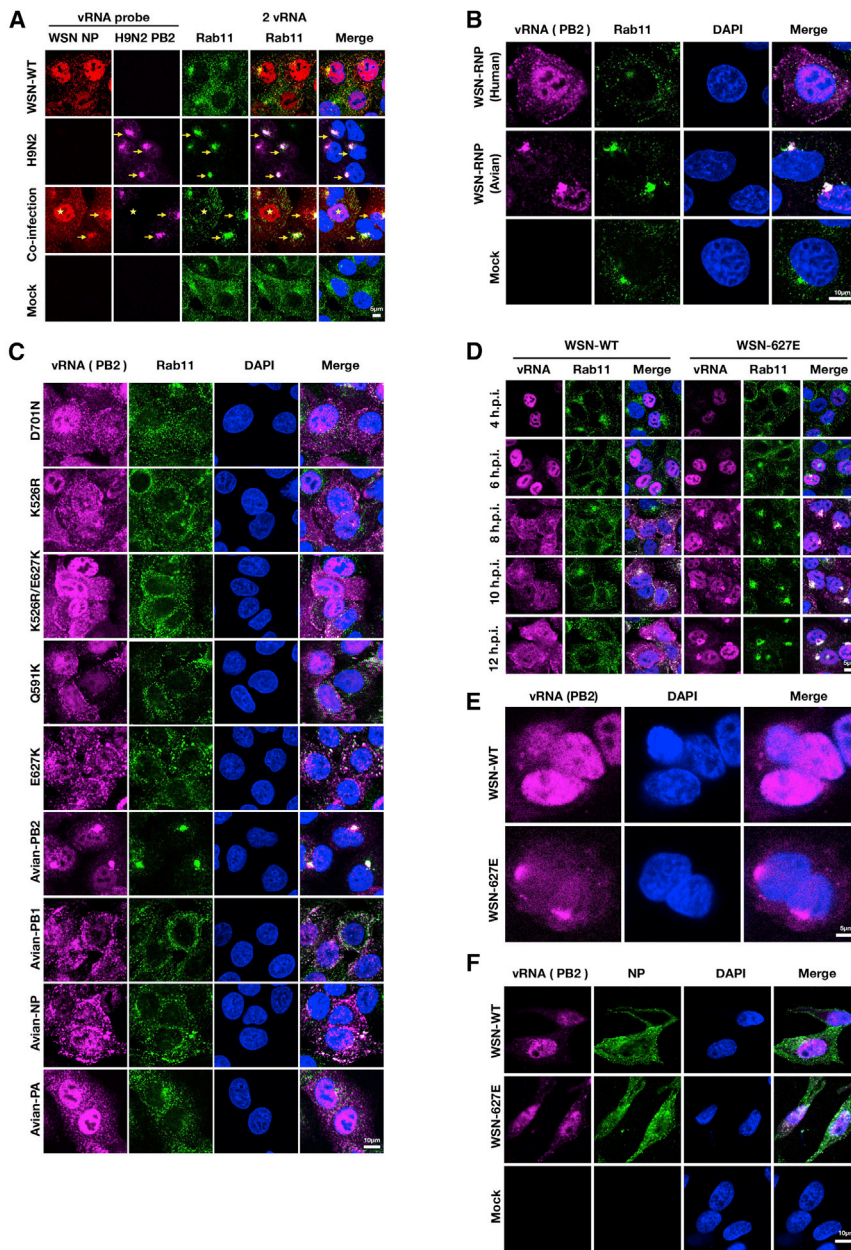 A
vRNA probe 2 vRNA
WSN NP H9N2 PB2 Rab11 Rab11 Merge
WSN-WT
H9N2
Co-infection
Mock
5μm
B
vRNA ( PB2) Rab11 DAPI Merge
WSN-RNP
(Human)
WSN-RNP
(Avian)
Mock
10μm
C
vRNA ( PB2) Rab11 DAPI Merge
D701N
K526R
K526R/E627K
Q591K
E627K
Avian-PB2
Avian-PB1
Avian-NP
Avian-PA
10μm
D
WSN-WT WSN-627E
vRNA Rab11 Merge vRNA Rab11 Merge
4 h.p.i.
6 h.p.i.
8 h.p.i.
10 h.p.i.
12 h.p.i.
5μm
E
vRNA (PB2) DAPI Merge
WSN-WT
WSN-627E
5μm
F
vRNA ( PB2) NP DAPI Merge
WSN-WT
WSN-627E
Mock
10μm